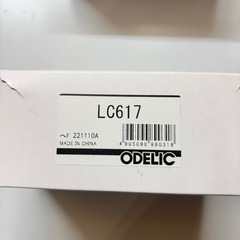 LC617
ヘF 221110A
MADE IN CHINA
ODELIC